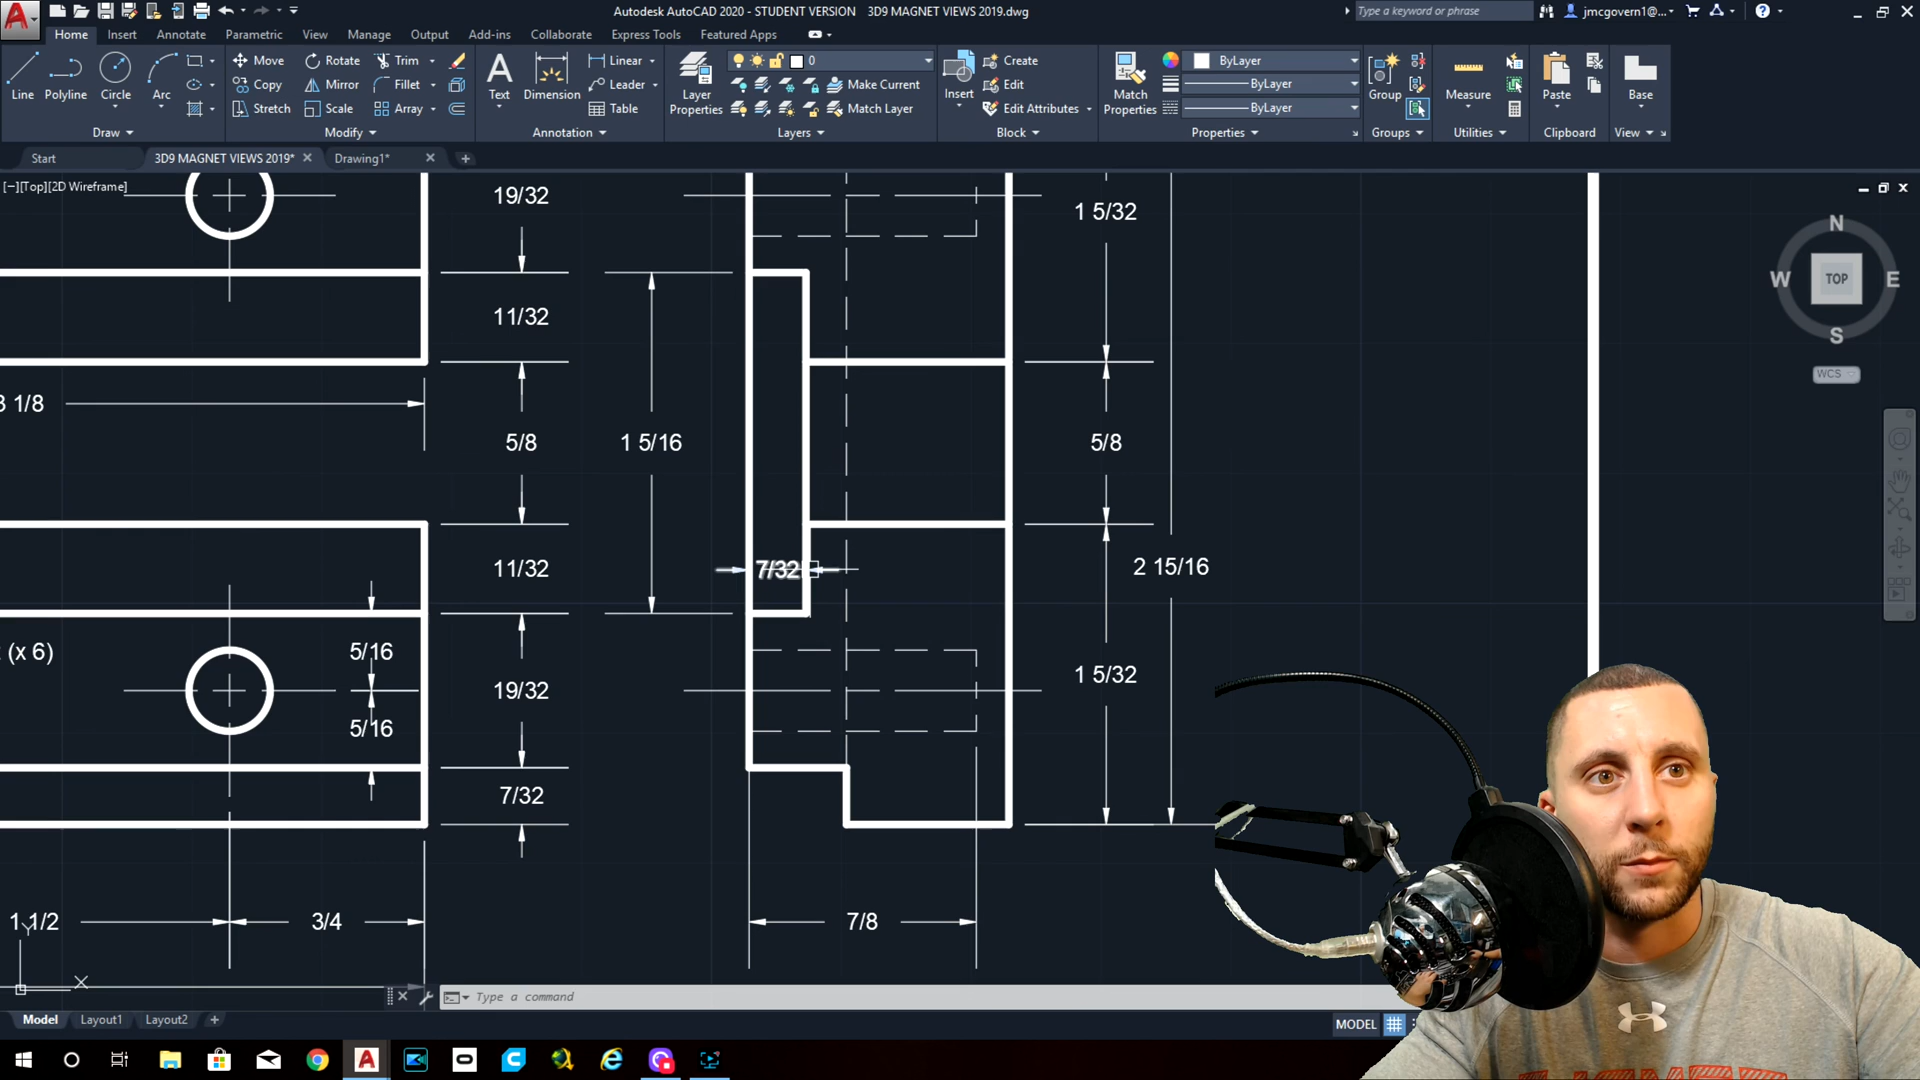 Autodesk AutoCAD 2020 - STUDENT VERSION 3D9 MAGNET VIEWS 2019.dwg
Type a keyword or phrase
jmcgovern1@...
Home Insert Annotate Parametric View Manage Output Add-ins Collaborate Express Tools Featured Apps
Line Polyline Circle Arc
Move Rotate Trim
Copy Mirror Fillet
Stretch Scale Array
Text Dimension
Linear
Leader
Table
Layer Properties
0
Make Current
Match Layer
Insert
Create
Edit
Edit Attributes
Match Properties
ByLayer
ByLayer
ByLayer
Group
Measure
Paste
Base
Draw Modify Annotation Layers Block Properties Groups Utilities Clipboard View
Start 3D9 MAGNET VIEWS 2019* Drawing1*
[−][Top][2D Wireframe]
19/32
1 5/32
N
W TOP E
S
WCS
11/32
3 1/8
5/8
1 5/16
5/8
11/32
7/32
2 15/16
(x 6)
5/16
1 5/32
19/32
5/16
7/32
1 1/2
3/4
7/8
Y
X
Type a command
Model Layout1 Layout2
MODEL